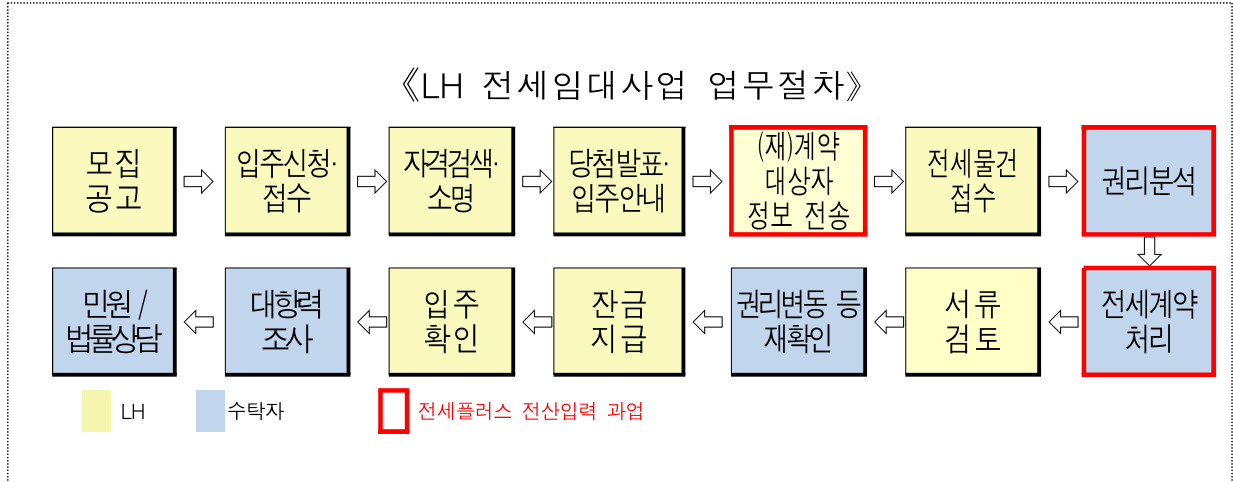 《LH 전세임대사업 업무절차》
모집
공고
입주신청·
접수
자격검색·
소명
당첨발표·
입주안내
(재)계약
대상자
정보 전송
전세물건
접수
권리분석
민원 /
법률상담
대항력
조사
입주
확인
잔금
지급
권리변동 등
재확인
서류
검토
전세계약
처리
LH
수탁자
전세플러스 전산입력 과업